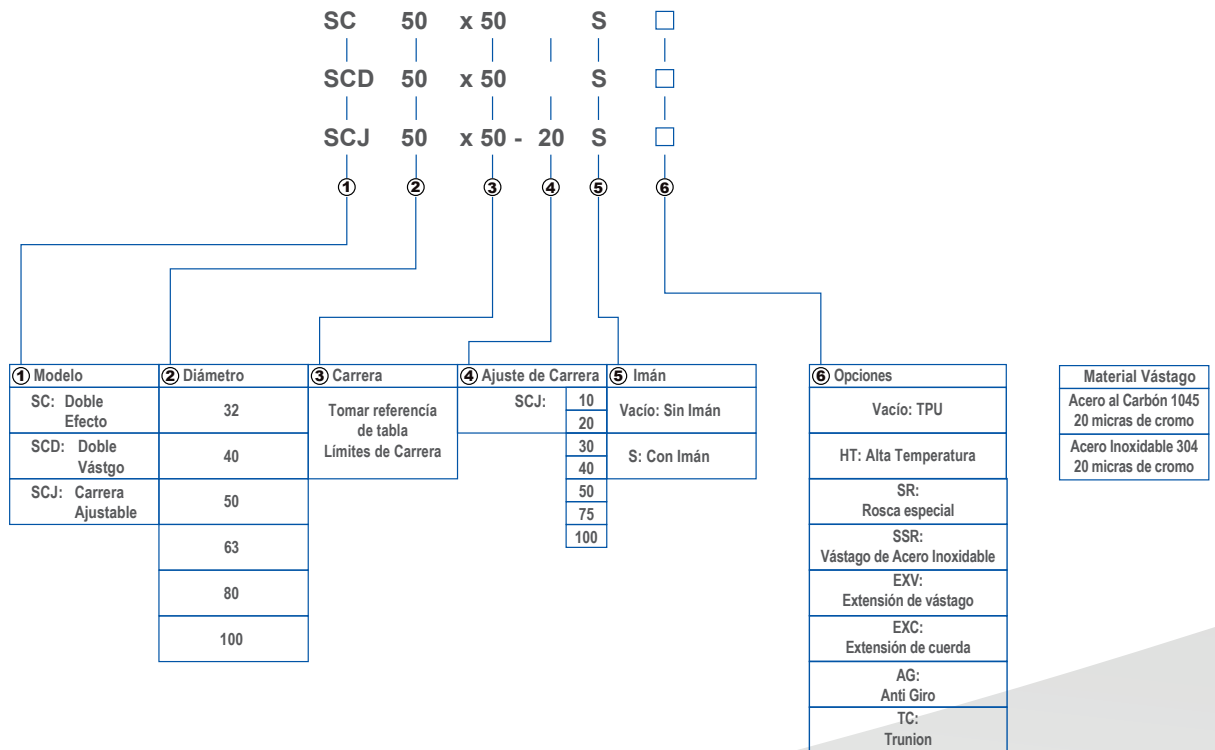 SC 50 x 50 S
SCD 50 x 50 S
SCJ 50 x 50 - 20 S
1 2 3 4 5 6
1 Modelo
SC: Doble
Efecto
SCD: Doble
Vástgo
SCJ: Carrera
Ajustable
2 Diámetro
32
40
50
63
80
100
3 Carrera
Tomar referencía
de tabla
Límites de Carrera
4 Ajuste de Carrera
SCJ:
10
20
30
40
50
75
100
5 Imán
Vacío: Sin Imán
S: Con Imán
6 Opciones
Vacío: TPU
HT: Alta Temperatura
SR:
Rosca especial
SSR:
Vástago de Acero Inoxidable
EXV:
Extensión de vástago
EXC:
Extensión de cuerda
AG:
Anti Giro
TC:
Trunion
Material Vástago
Acero al Carbón 1045
20 micras de cromo
Acero Inoxidable 304
20 micras de cromo